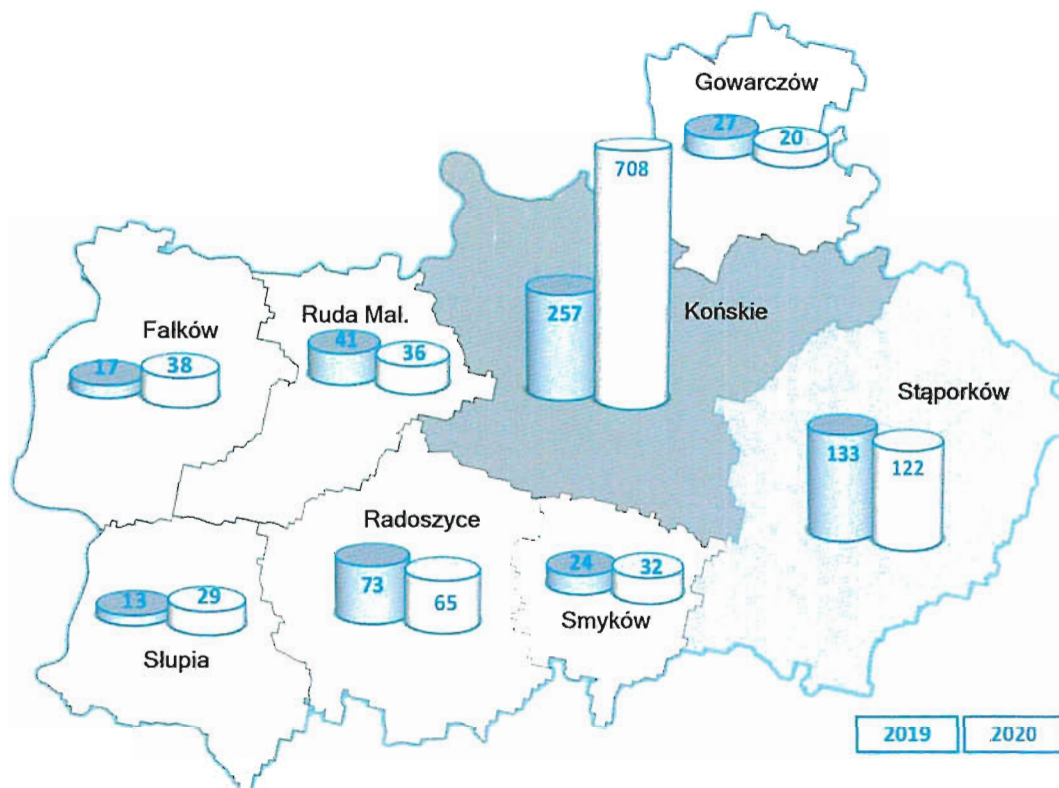 Gowarczów
27 20
708
257
Końskie
Ruda Mal.
41 36
Fałków
17 38
Stąporków
133 122
Radoszyce
73 65
24 32
Smyków
13 29
Słupia
2019 2020